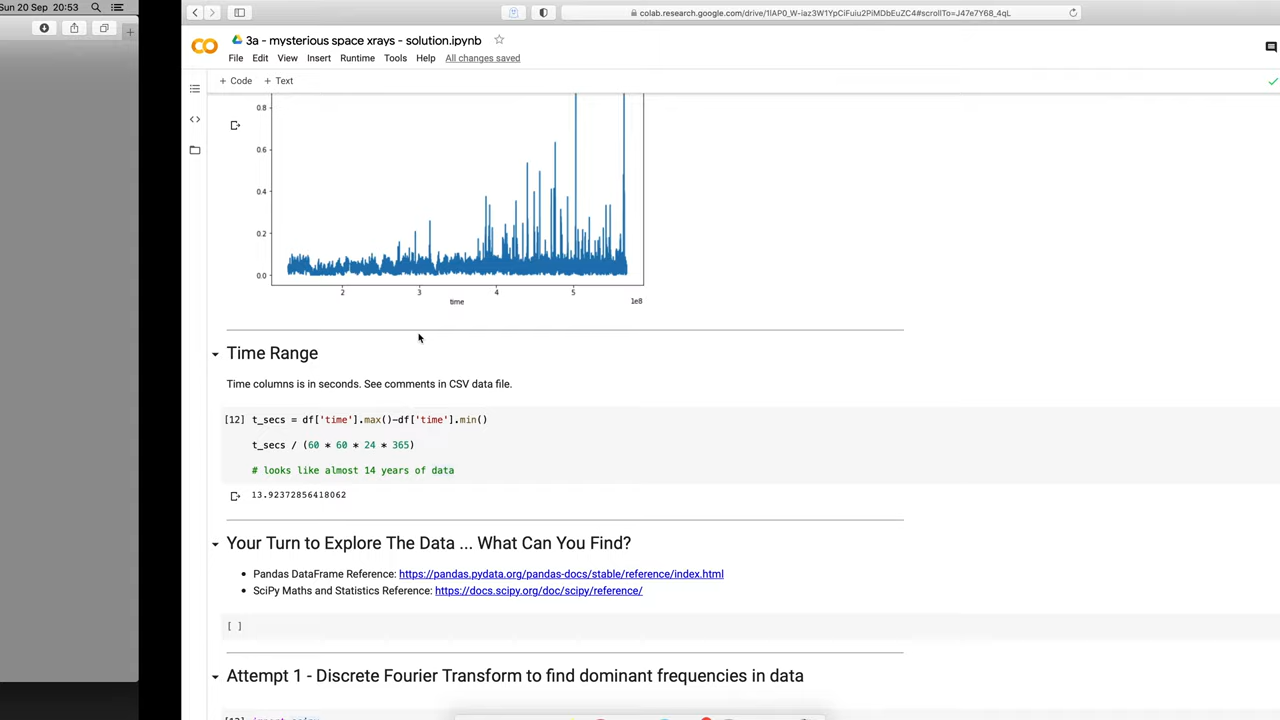 Sun 20 Sep 20:53
colab.research.google.com/drive/1lAP0_W-iaz3W1YpCiFuiu2PiMDbEuZC4#scrollTo=J47e7Y68_4qL
3a - mysterious space xrays - solution.ipynb
File Edit View Insert Runtime Tools Help All changes saved
+ Code + Text
0.8
0.6
0.4
0.2
0.0
2 3 4 5
time 1e8
Time Range
Time columns is in seconds. See comments in CSV data file.
[12] t_secs = df['time'].max()-df['time'].min()
t_secs / (60 * 60 * 24 * 365)
# looks like almost 14 years of data
13.92372856418062
Your Turn to Explore The Data ... What Can You Find?
• Pandas DataFrame Reference: https://pandas.pydata.org/pandas-docs/stable/reference/index.html
• SciPy Maths and Statistics Reference: https://docs.scipy.org/doc/scipy/reference/
[ ]
Attempt 1 - Discrete Fourier Transform to find dominant frequencies in data